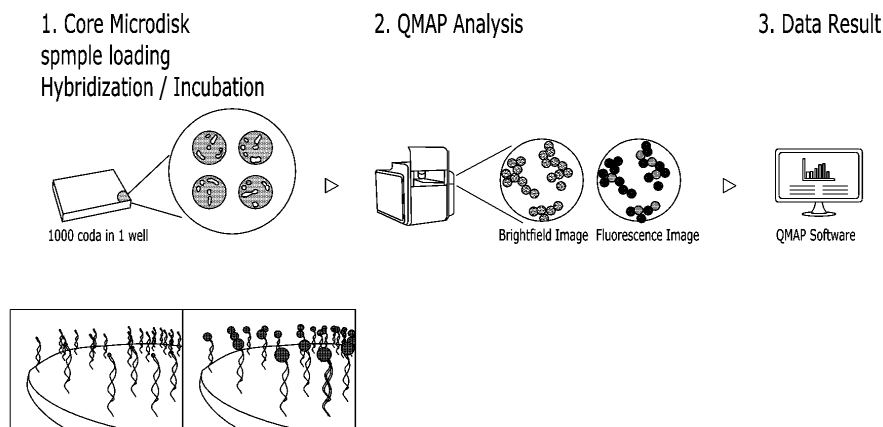 1. Core Microdisk
spmple loading
Hybridization / Incubation
2. QMAP Analysis
3. Data Result
1000 coda in 1 well
Brightfield Image
Fluorescence Image
QMAP Software